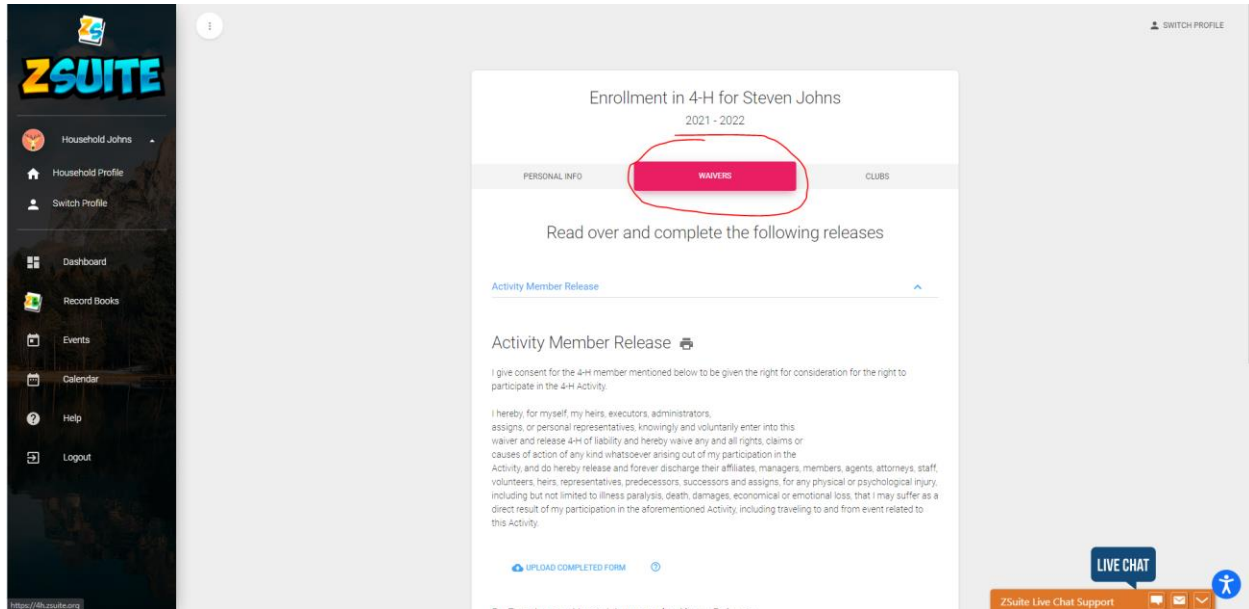 ZSUITE
Household Johns
Household Profile
Switch Profile
Dashboard
Record Books
Events
Calendar
Help
Logout
https://4h.zsuite.org
SWITCH PROFILE
Enrollment in 4-H for Steven Johns
2021 - 2022
PERSONAL INFO
WAIVERS
CLUBS
Read over and complete the following releases
Activity Member Release
Activity Member Release
I give consent for the 4-H member mentioned below to be given the right for consideration for the right to
participate in the 4-H Activity.
I hereby, for myself, my heirs, executors, administrators,
assigns, or personal representatives, knowingly and voluntarily enter into this
waiver and release 4-H of liability and hereby waive any and all rights, claims or
causes of action of any kind whatsoever arising out of my participation in the
Activity, and do hereby release and forever discharge their affiliates, managers, members, agents, attorneys, staff,
volunteers, heirs, representatives, predecessors, successors and assigns, for any physical or psychological injury,
including but not limited to illness paralysis, death, damages, economical or emotional loss, that I may suffer as a
direct result of my participation in the aforementioned Activity, including traveling to and from event related to
this Activity.
UPLOAD COMPLETED FORM
LIVE CHAT
ZSuite Live Chat Support